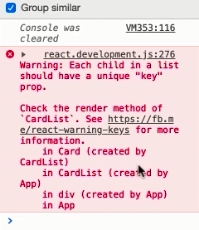 Group similar
Console was VM353:116
cleared
react.development.js:276
Warning: Each child in a list
should have a unique "key"
prop.
Check the render method of
`CardList`. See https://fb.m
e/react-warning-keys for more
information.
in Card (created by
CardList)
in CardList (created by
App)
in div (created by App)
in App